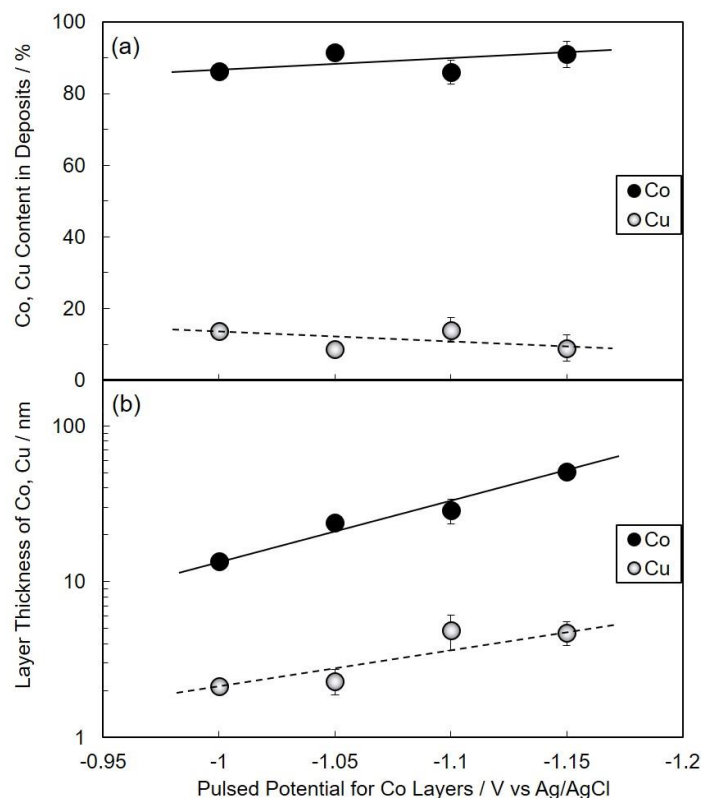 100
(a)
80
60
Co
Cu
40
20
0
Co, Cu Content in Deposits / %
(b)
100
Co
Cu
10
1
Layer Thickness of Co, Cu / nm
-0.95 -1 -1.05 -1.1 -1.15 -1.2
Pulsed Potential for Co Layers / V vs Ag/AgCl